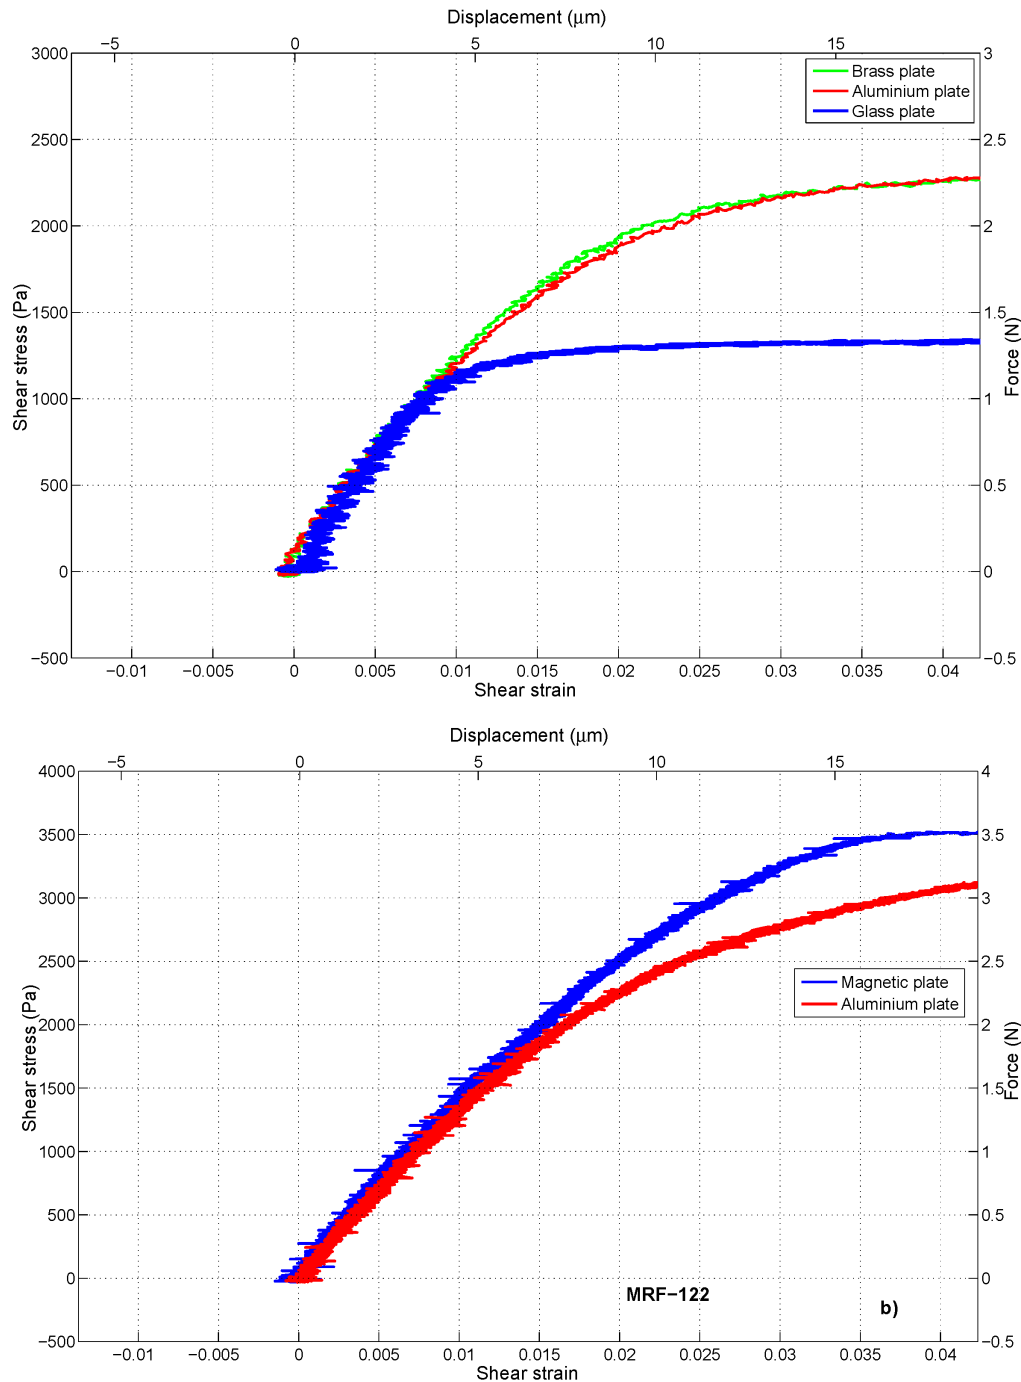 Displacement (μm)
−5 0 5 10 15
3000 3
Brass plate
Aluminium plate
Glass plate
2500 2.5
2000 2
1500 1.5
1000 1
500 0.5
0 0
−500 −0.5
Shear stress (Pa)
Force (N)
−0.01 −0.005 0 0.005 0.01 0.015 0.02 0.025 0.03 0.035 0.04
Shear strain
Displacement (μm)
−5 0 5 10 15
4000 4
3500 3.5
3000 3
2500 2.5
Magnetic plate
Aluminium plate
2000 2
1500 1.5
1000 1
500 0.5
0 0
MRF−122
b)
−500 −0.5
Shear stress (Pa)
Force (N)
−0.01 −0.005 0 0.005 0.01 0.015 0.02 0.025 0.03 0.035 0.04
Shear strain